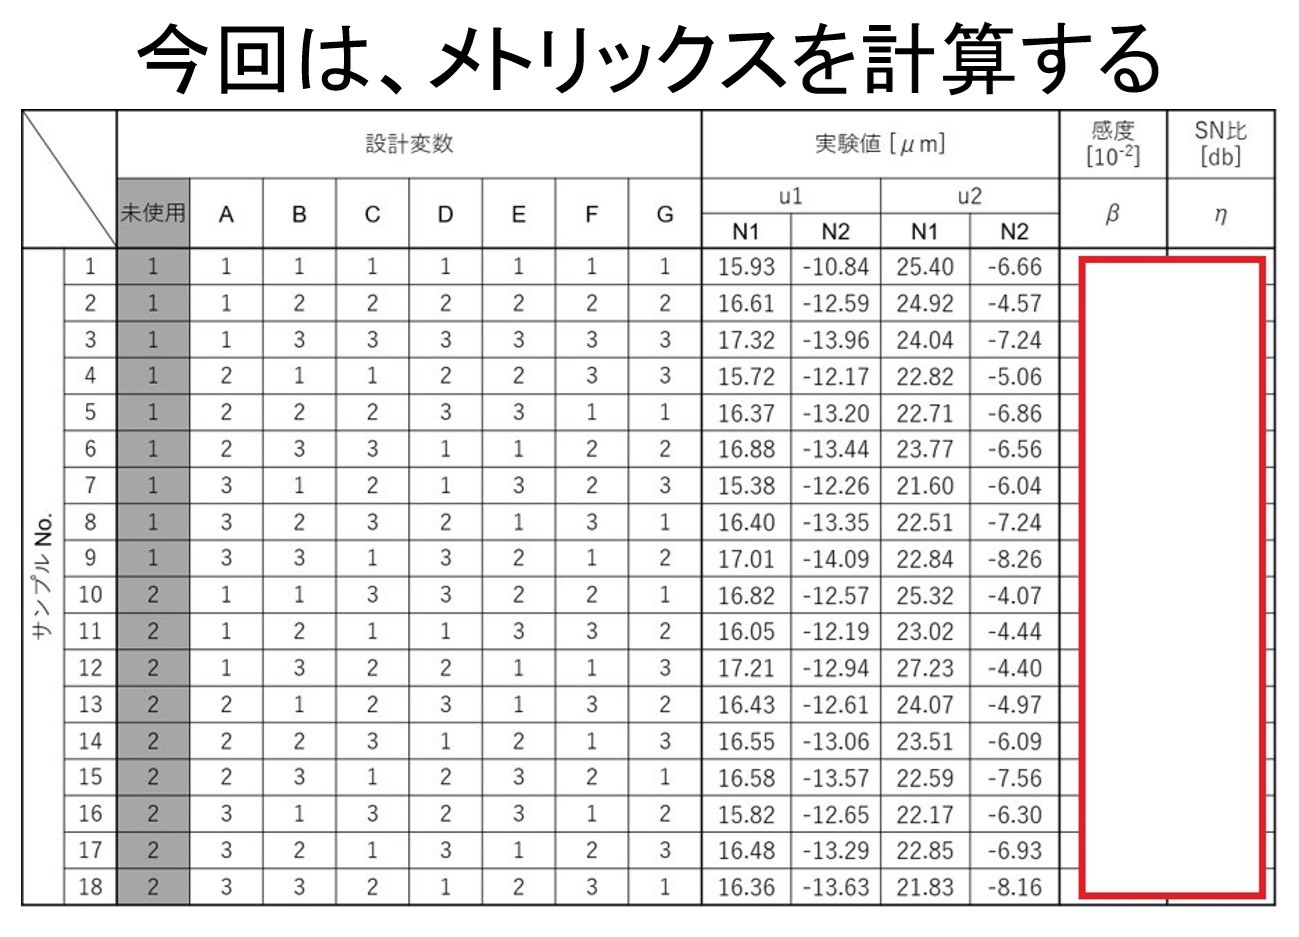 今回は、メトリックスを計算する
設計変数 実験値 [μm] 感度 [10-2] SN比 [db]
未使用 A B C D E F G u1 u2 β η
N1 N2 N1 N2
サンプル No.
1 1 1 1 1 1 1 1 1 15.93 -10.84 25.40 -6.66
2 1 1 2 2 2 2 2 2 16.61 -12.59 24.92 -4.57
3 1 1 3 3 3 3 3 3 17.32 -13.96 24.04 -7.24
4 1 2 1 1 2 2 3 3 15.72 -12.17 22.82 -5.06
5 1 2 2 2 3 3 1 1 16.37 -13.20 22.71 -6.86
6 1 2 3 3 1 1 2 2 16.88 -13.44 23.77 -6.56
7 1 3 1 2 1 3 2 3 15.38 -12.26 21.60 -6.04
8 1 3 2 3 2 1 3 1 16.40 -13.35 22.51 -7.24
9 1 3 3 1 3 2 1 2 17.01 -14.09 22.84 -8.26
10 2 1 1 3 3 2 2 1 16.82 -12.57 25.32 -4.07
11 2 1 2 1 1 3 3 2 16.05 -12.19 23.02 -4.44
12 2 1 3 2 2 1 1 3 17.21 -12.94 27.23 -4.40
13 2 2 1 2 3 1 3 2 16.43 -12.61 24.07 -4.97
14 2 2 2 3 1 2 1 3 16.55 -13.06 23.51 -6.09
15 2 2 3 1 2 3 2 1 16.58 -13.57 22.59 -7.56
16 2 3 1 3 2 3 1 2 15.82 -12.65 22.17 -6.30
17 2 3 2 1 3 1 2 3 16.48 -13.29 22.85 -6.93
18 2 3 3 2 1 2 3 1 16.36 -13.63 21.83 -8.16